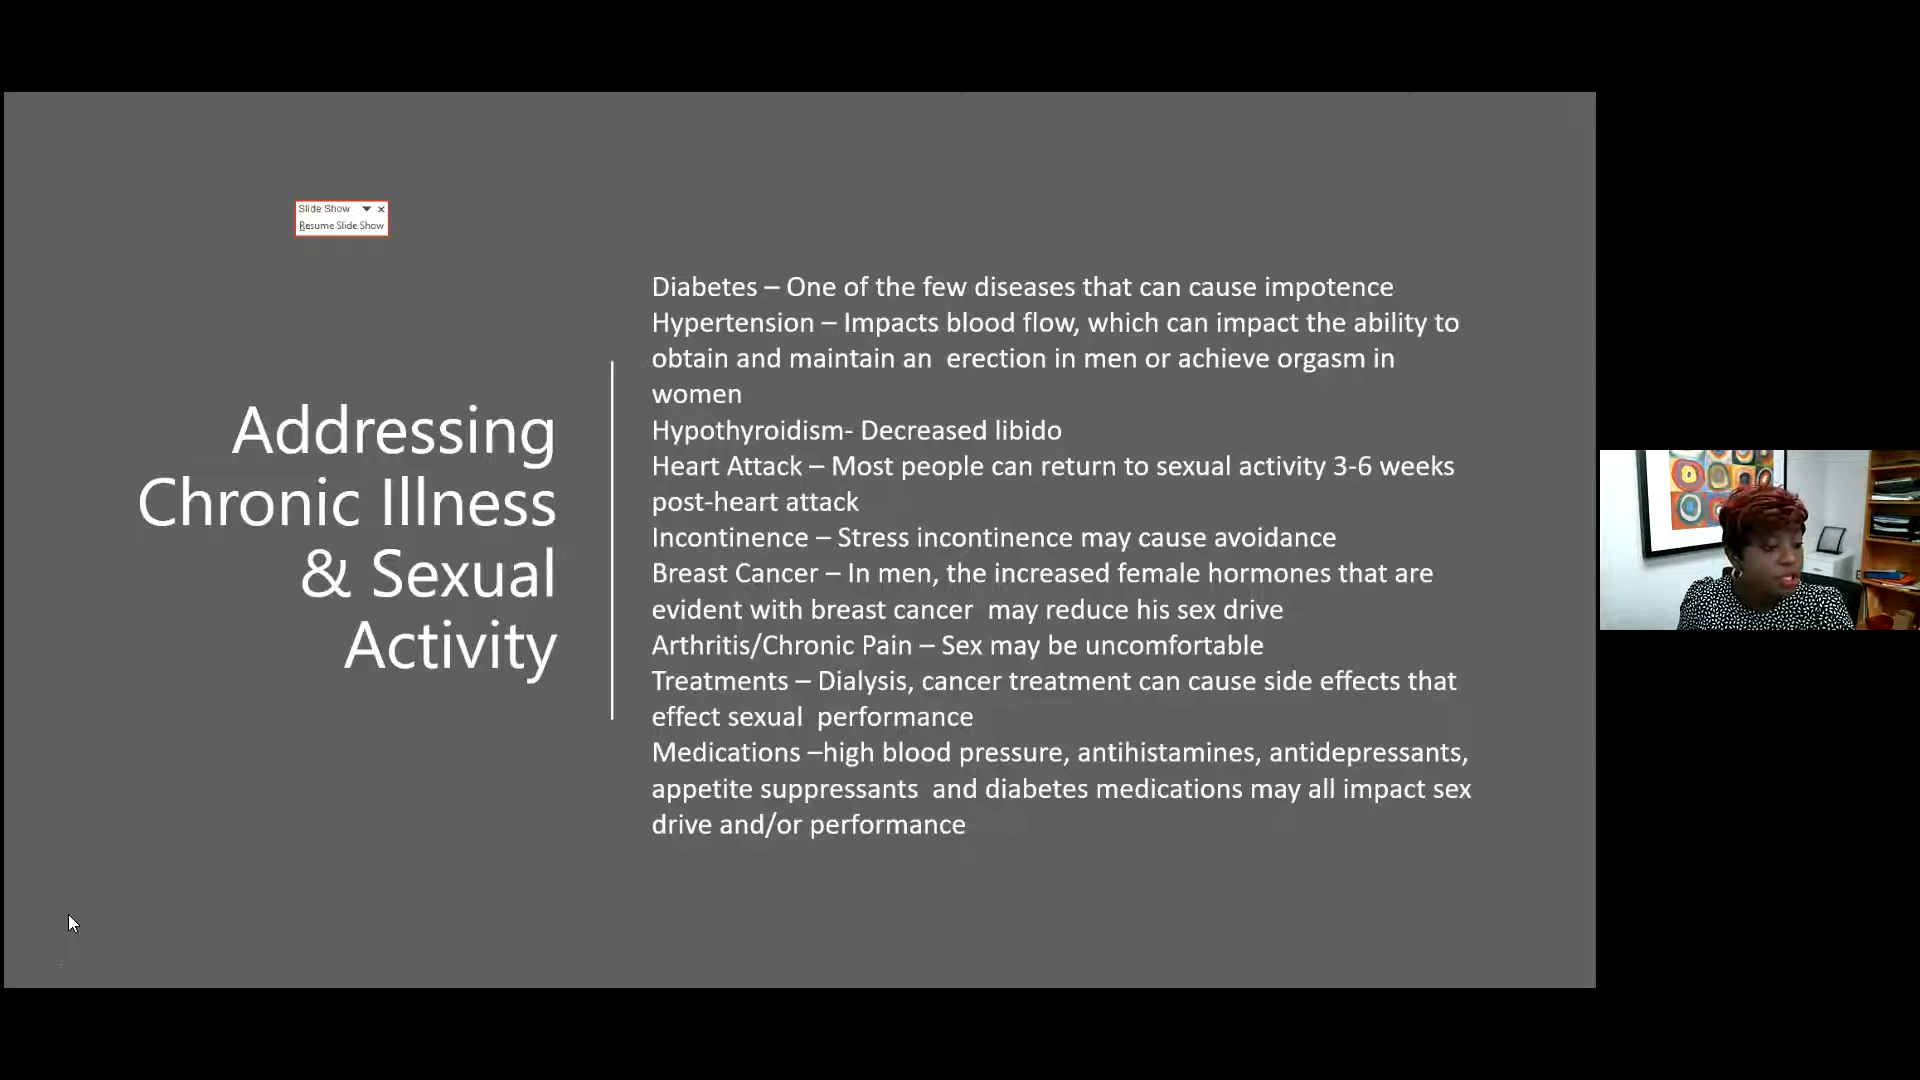 Slide Show
Resume Slide Show
Addressing
Chronic Illness
& Sexual
Activity
Diabetes – One of the few diseases that can cause impotence
Hypertension – Impacts blood flow, which can impact the ability to
obtain and maintain an  erection in men or achieve orgasm in
women
Hypothyroidism- Decreased libido
Heart Attack – Most people can return to sexual activity 3-6 weeks
post-heart attack
Incontinence – Stress incontinence may cause avoidance
Breast Cancer – In men, the increased female hormones that are
evident with breast cancer  may reduce his sex drive
Arthritis/Chronic Pain – Sex may be uncomfortable
Treatments – Dialysis, cancer treatment can cause side effects that
effect sexual  performance
Medications –high blood pressure, antihistamines, antidepressants,
appetite suppressants  and diabetes medications may all impact sex
drive and/or performance